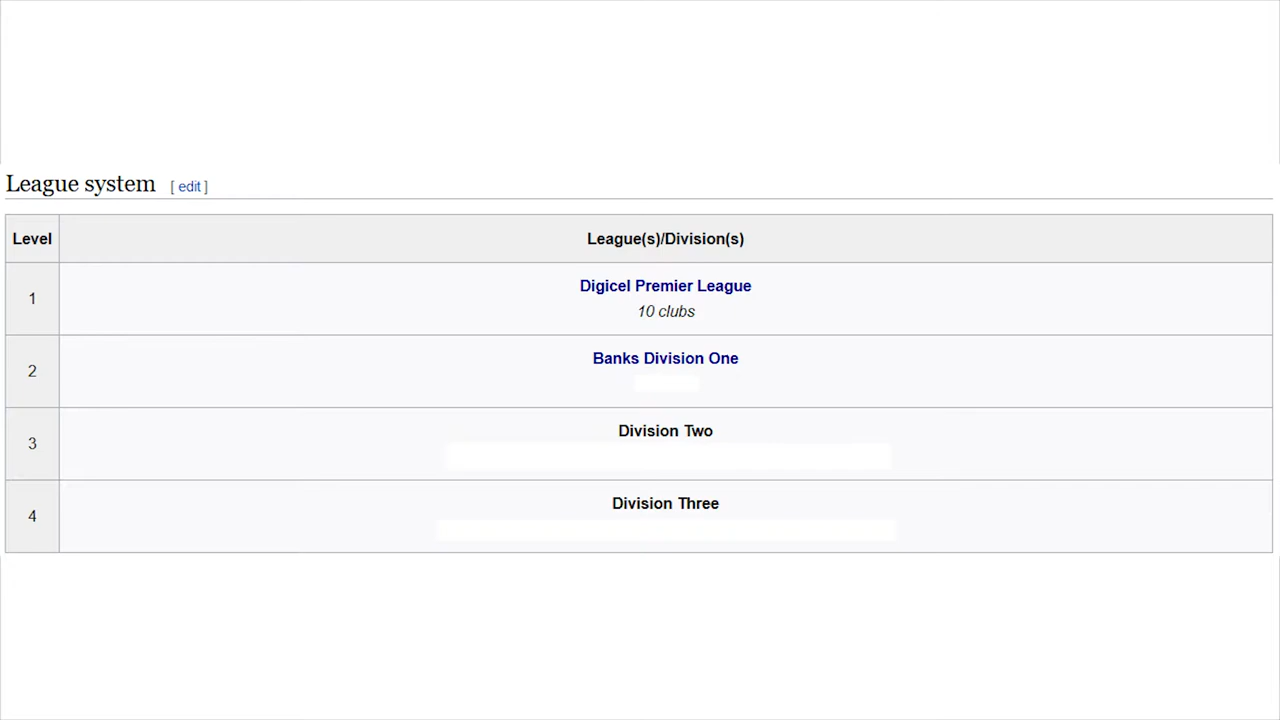 League system [ edit ]
Level League(s)/Division(s)
1 Digicel Premier League
10 clubs
2 Banks Division One
3 Division Two
4 Division Three